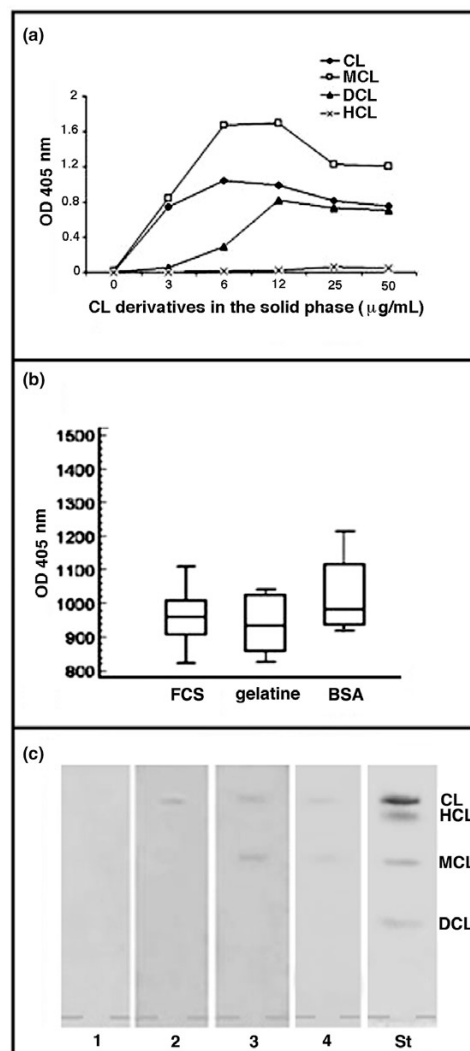 (a)
CL
MCL
DCL
HCL
OD 405 nm
2
1.6
1.2
0.8
0.4
0
0 3 6 12 25 50
CL derivatives in the solid phase (μg/mL)
(b)
OD 405 nm
1500
1400
1300
1200
1100
1000
900
800
FCS gelatine BSA
(c)
CL
HCL
MCL
DCL
1 2 3 4 St